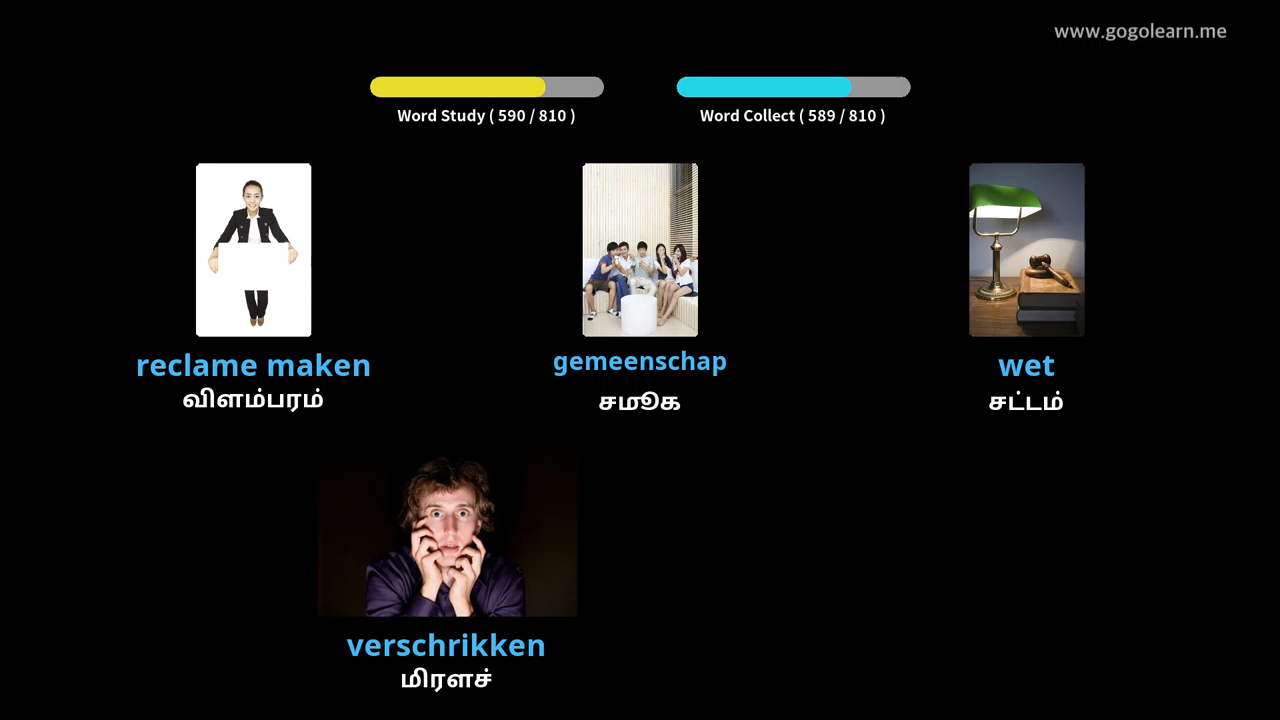 www.gogolearn.me
Word Study ( 590 / 810 )
Word Collect ( 589 / 810 )
reclame maken
விளம்பரம்
gemeenschap
சமூக
wet
சட்டம்
verschrikken
மிரளச்